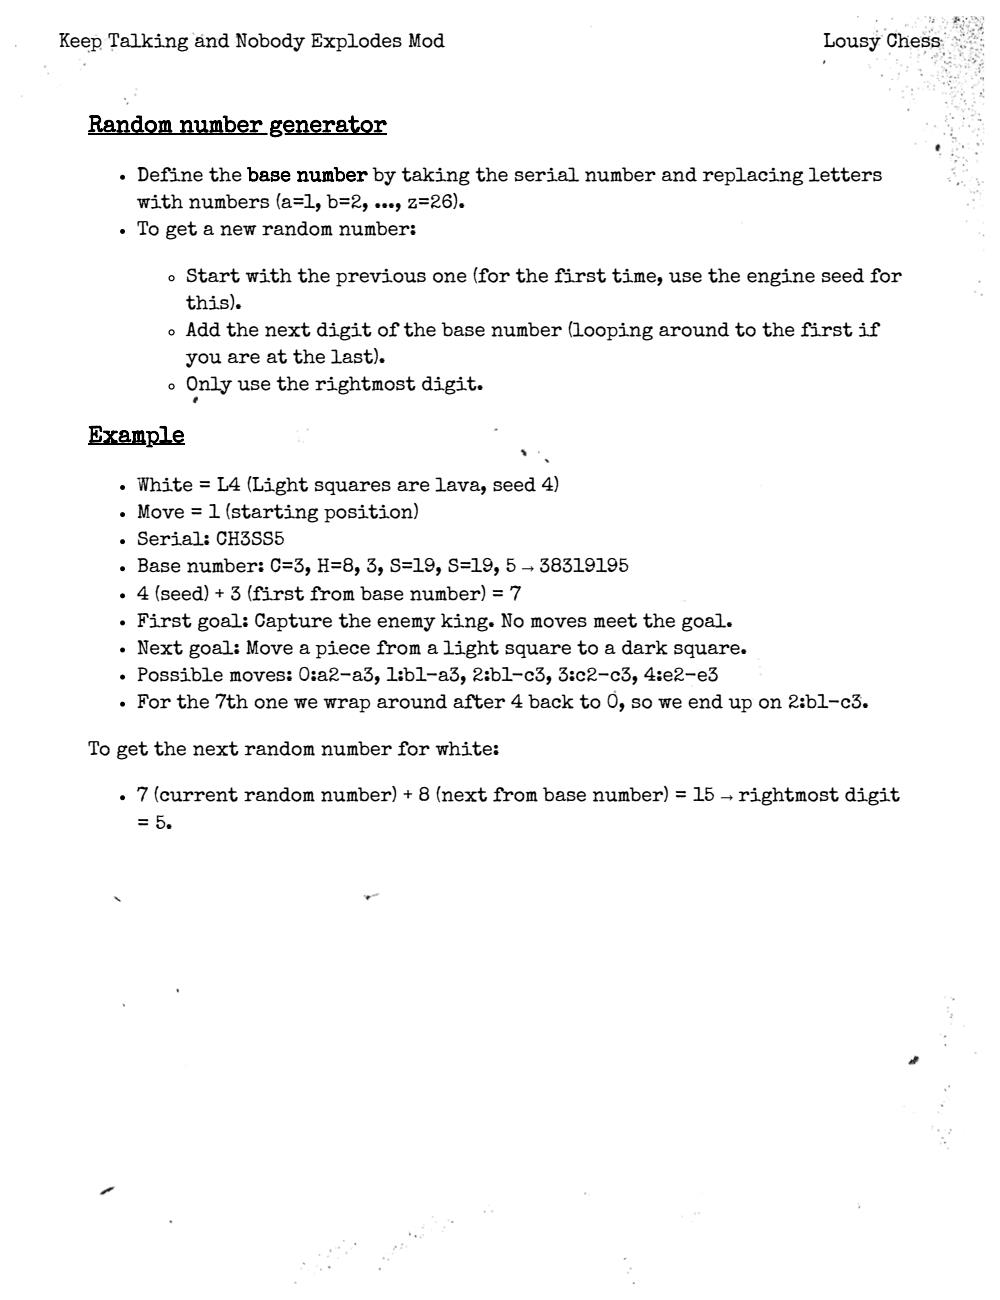 Keep Talking and Nobody Explodes Mod Lousy Chess
Random number generator
• Define the base number by taking the serial number and replacing letters
with numbers (a=1, b=2, ..., z=26).
• To get a new random number:
◦ Start with the previous one (for the first time, use the engine seed for
this).
◦ Add the next digit of the base number (looping around to the first if
you are at the last).
◦ Only use the rightmost digit.
Example
• White = L4 (Light squares are lava, seed 4)
• Move = 1 (starting position)
• Serial: CH3SS5
• Base number: C=3, H=8, 3, S=19, S=19, 5 → 38319195
• 4 (seed) + 3 (first from base number) = 7
• First goal: Capture the enemy king. No moves meet the goal.
• Next goal: Move a piece from a light square to a dark square.
• Possible moves: 0:a2-a3, 1:b1-a3, 2:b1-c3, 3:c2-c3, 4:e2-e3
• For the 7th one we wrap around after 4 back to 0, so we end up on 2:b1-c3.
To get the next random number for white:
• 7 (current random number) + 8 (next from base number) = 15 → rightmost digit
= 5.